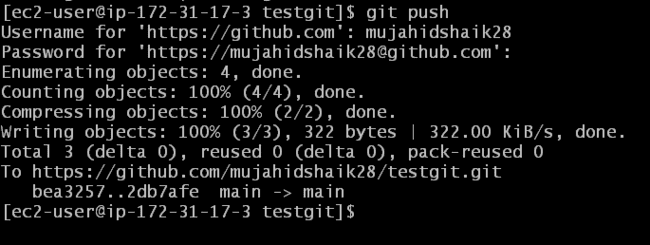 [ec2-user@ip-172-31-17-3 testgit]$ git push
Username for 'https://github.com': mujahidshaik28
Password for 'https://mujahidshaik28@github.com':
Enumerating objects: 4, done.
Counting objects: 100% (4/4), done.
Compressing objects: 100% (2/2), done.
Writing objects: 100% (3/3), 322 bytes | 322.00 KiB/s, done.
Total 3 (delta 0), reused 0 (delta 0), pack-reused 0
To https://github.com/mujahidshaik28/testgit.git
   bea3257..2db7afe  main -> main
[ec2-user@ip-172-31-17-3 testgit]$